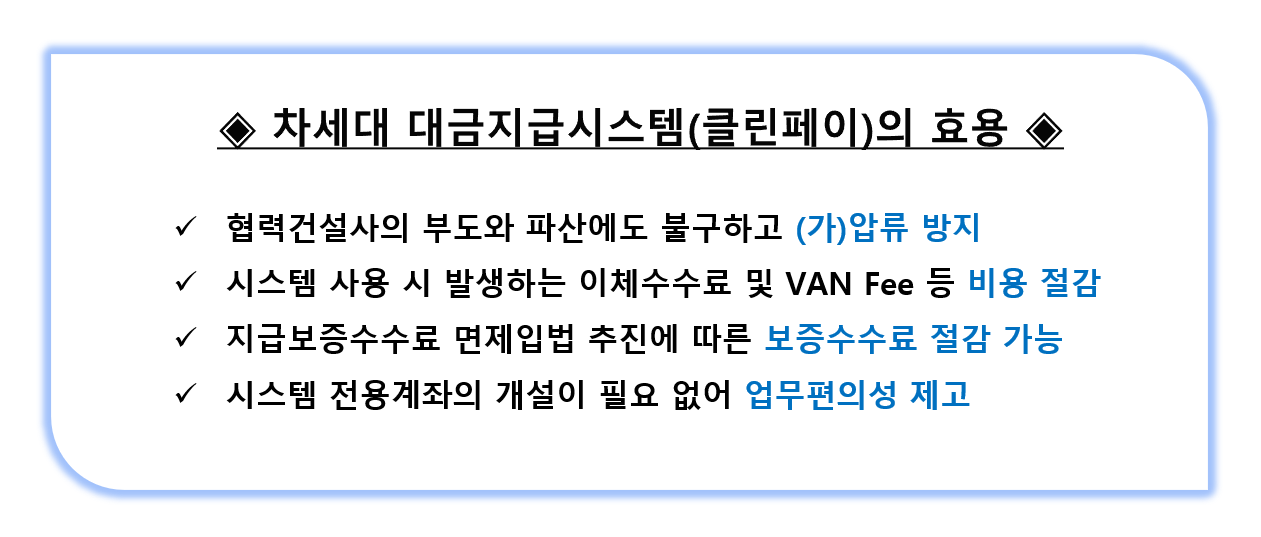 ◈ 차세대 대금지급시스템(클린페이)의 효용 ◈
✓ 협력건설사의 부도와 파산에도 불구하고 (가)압류 방지
✓ 시스템 사용 시 발생하는 이체수수료 및 VAN Fee 등 비용 절감
✓ 지급보증수수료 면제입법 추진에 따른 보증수수료 절감 가능
✓ 시스템 전용계좌의 개설이 필요 없어 업무편의성 제고